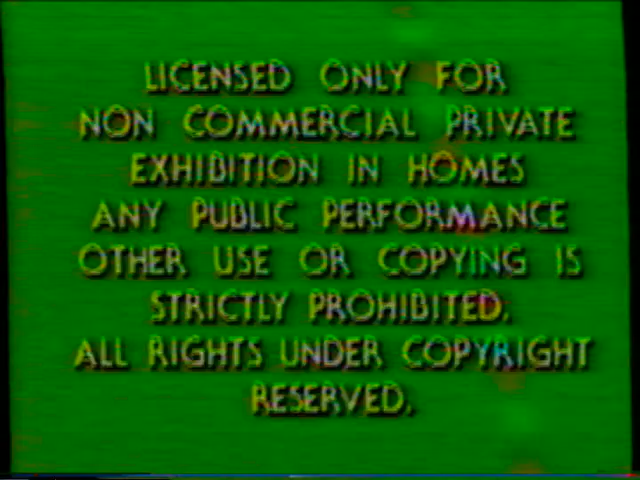 LICENSED ONLY FOR
NON COMMERCIAL PRIVATE
EXHIBITION IN HOMES
ANY PUBLIC PERFORMANCE
OTHER USE OR COPYING IS
STRICTLY PROHIBITED.
ALL RIGHTS UNDER COPYRIGHT
RESERVED.